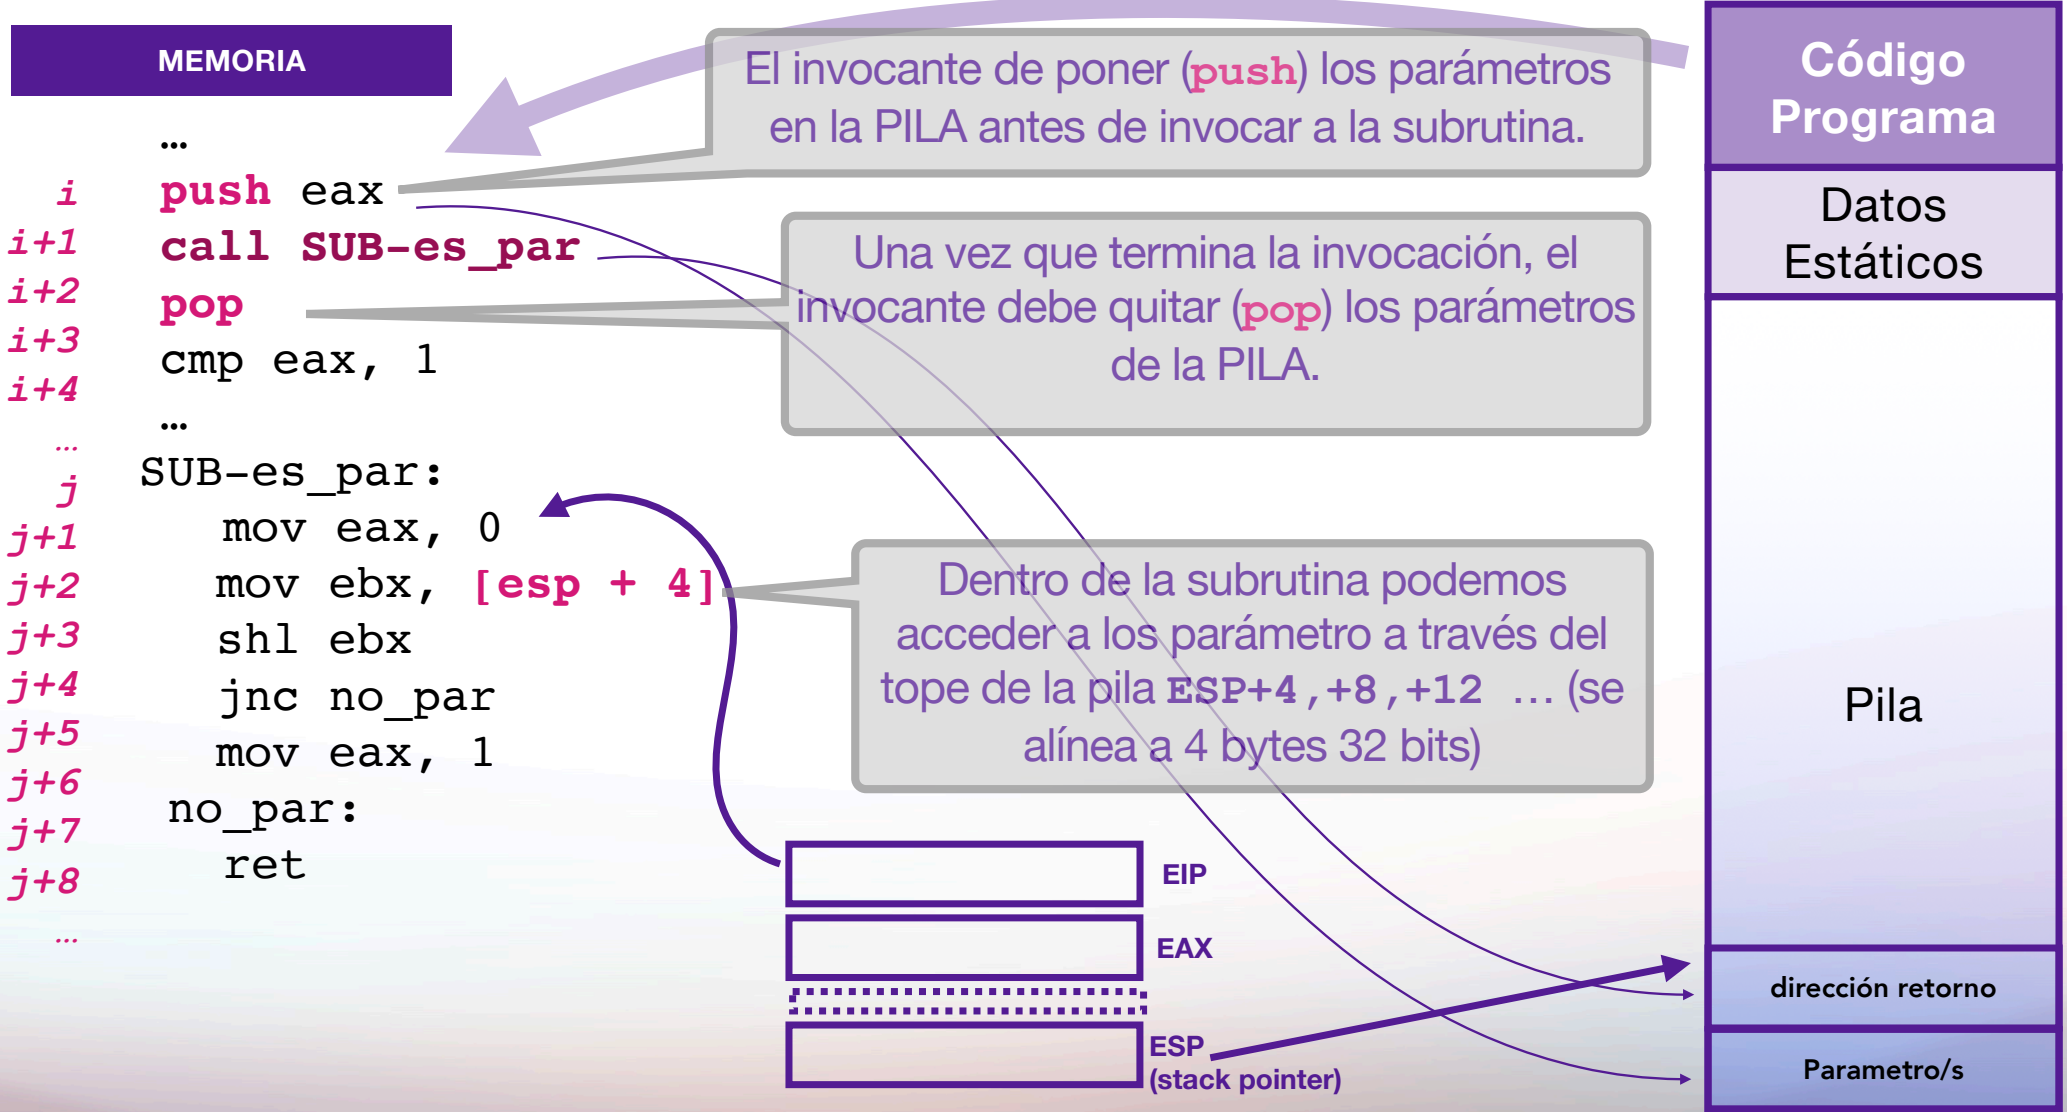 MEMORIA
…
i
push eax
i+1
call SUB-es_par
i+2
pop
i+3
cmp eax, 1
i+4
…
...
SUB-es_par:
j
mov eax, 0
j+1
mov ebx, [esp + 4]
j+2
shl ebx
j+3
jnc no_par
j+4
mov eax, 1
j+5
no_par:
j+6
ret
j+7
j+8
...
El invocante de poner (push) los parámetros
en la PILA antes de invocar a la subrutina.
Una vez que termina la invocación, el
invocante debe quitar (pop) los parámetros
de la PILA.
Dentro de la subrutina podemos
acceder a los parámetro a través del
tope de la pila ESP+4,+8,+12 … (se
alínea a 4 bytes 32 bits)
EIP
EAX
ESP
(stack pointer)
Código
Programa
Datos
Estáticos
Pila
dirección retorno
Parametro/s